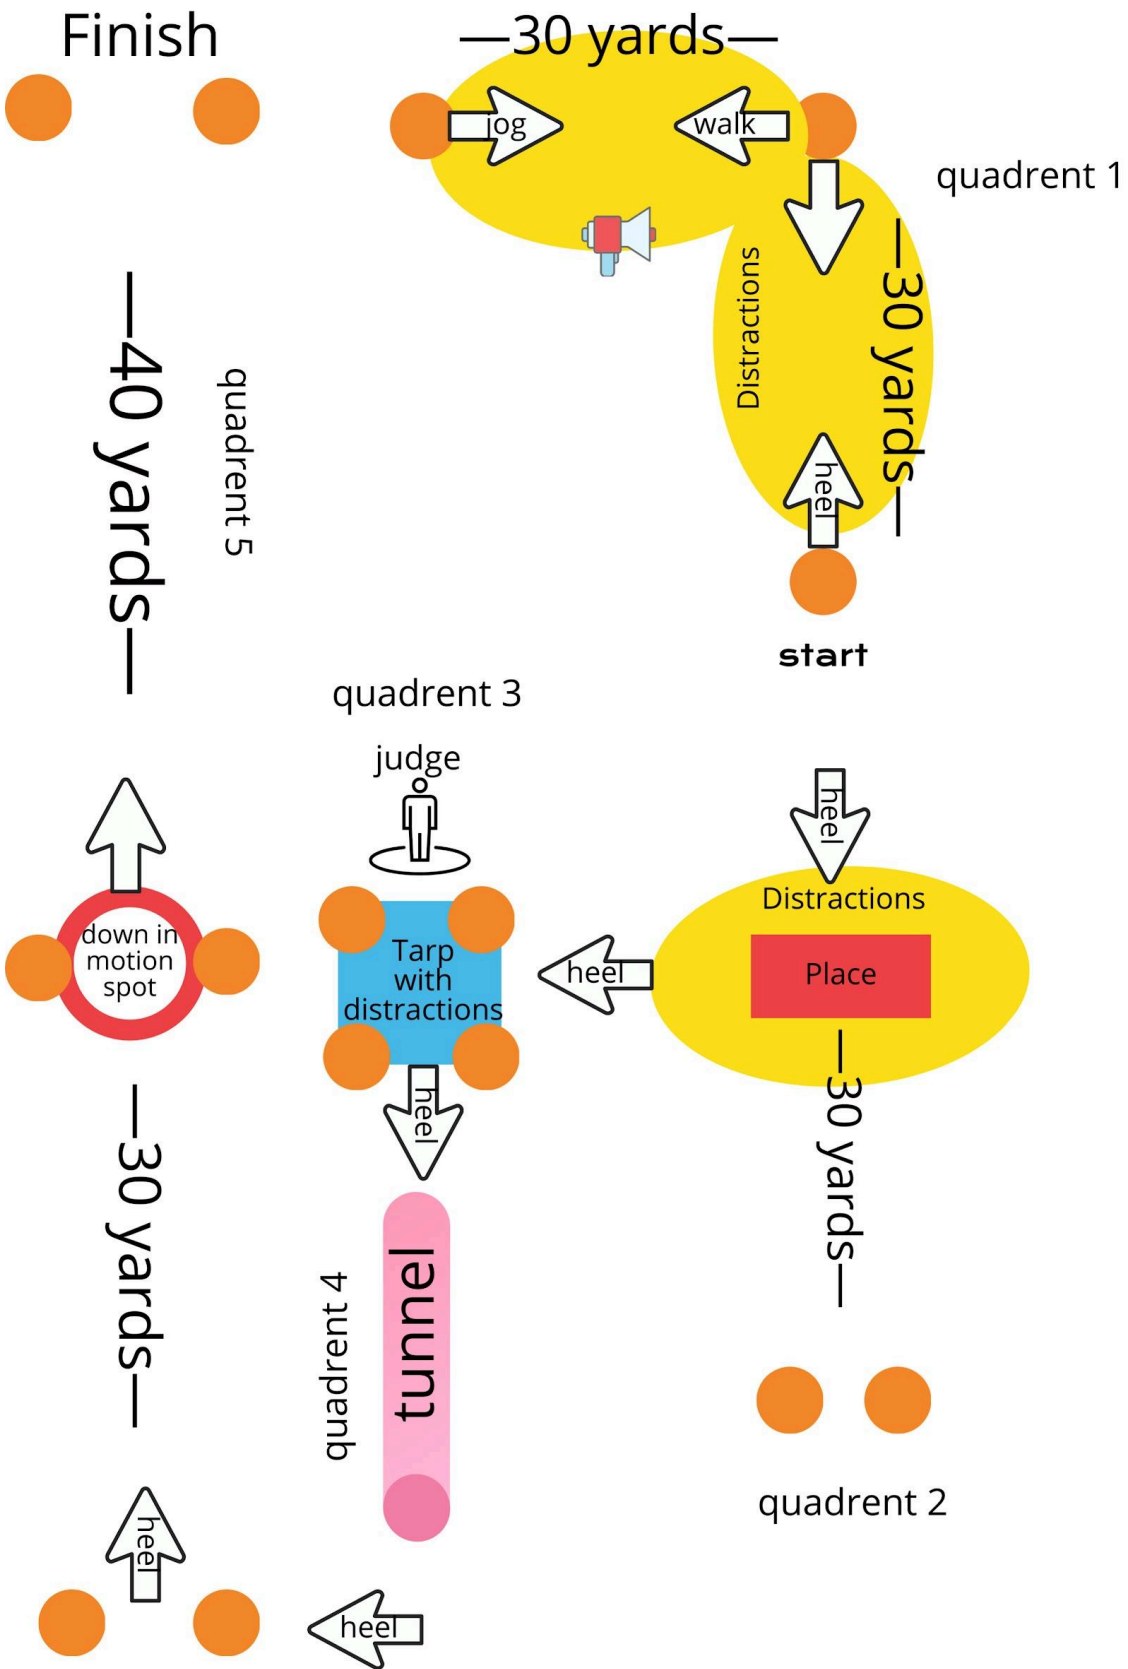 Finish
—30 yards—
jog
walk
quadrent 1
Distractions
—30 yards—
heel
start
—40 yards—
quadrent 5
quadrent 3
judge
heel
Distractions
Place
heel
Tarp
with
distractions
down in
motion
spot
heel
—30 yards—
—30 yards—
tunnel
quadrent 4
quadrent 2
heel
heel